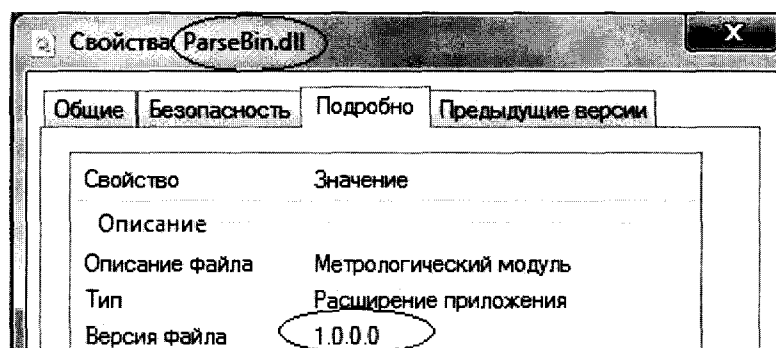 Свойства: ParseBin.dll
X
Общие Безопасность Подробно Предыдущие версии
Свойство Значение
Описание
Описание файла Метрологический модуль
Тип Расширение приложения
Версия файла 1.0.0.0